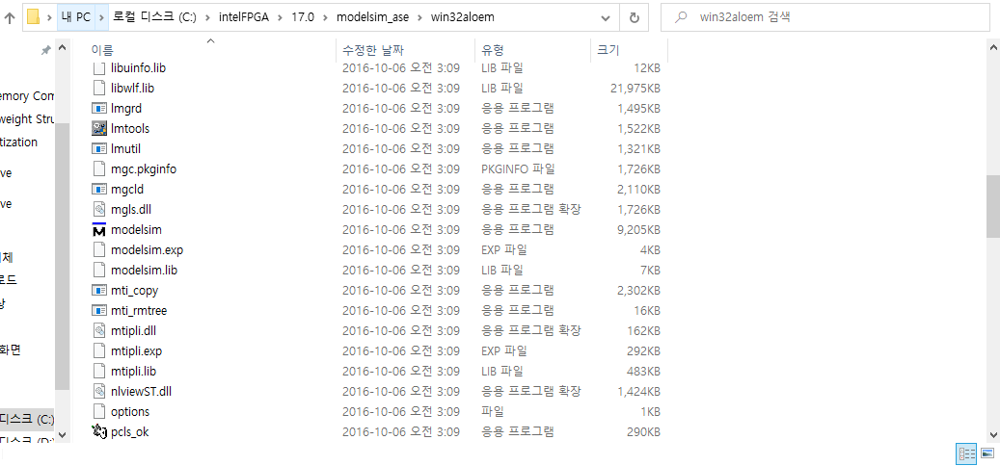 내 PC > 로컬 디스크 (C:) > intelFPGA > 17.0 > modelsim_ase > win32aloem
win32aloem 검색
이름 수정한 날짜 유형 크기
libuinfo.lib 2016-10-06 오전 3:09 LIB 파일 12KB
libwlf.lib 2016-10-06 오전 3:09 LIB 파일 21,975KB
lmgrd 2016-10-06 오전 3:09 응용 프로그램 1,495KB
lmtools 2016-10-06 오전 3:09 응용 프로그램 1,522KB
lmutil 2016-10-06 오전 3:09 응용 프로그램 1,321KB
mgc.pkginfo 2016-10-06 오전 3:09 PKGINFO 파일 1,726KB
mgcld 2016-10-06 오전 3:09 응용 프로그램 2,110KB
mgls.dll 2016-10-06 오전 3:09 응용 프로그램 확장 1,726KB
modelsim 2016-10-06 오전 3:09 응용 프로그램 9,205KB
modelsim.exp 2016-10-06 오전 3:09 EXP 파일 4KB
modelsim.lib 2016-10-06 오전 3:09 LIB 파일 7KB
mti_copy 2016-10-06 오전 3:09 응용 프로그램 2,302KB
mti_rmtree 2016-10-06 오전 3:09 응용 프로그램 16KB
mtipli.dll 2016-10-06 오전 3:09 응용 프로그램 확장 162KB
mtipli.exp 2016-10-06 오전 3:09 EXP 파일 292KB
mtipli.lib 2016-10-06 오전 3:09 LIB 파일 483KB
nlviewST.dll 2016-10-06 오전 3:09 응용 프로그램 확장 1,424KB
options 2016-10-06 오전 3:09 파일 1KB
pcls_ok 2016-10-06 오전 3:09 응용 프로그램 290KB
emory Com
weight Stru
tization
ve
ve
체
로드
상
화면
디스크 (C:)
디스크 (D:)